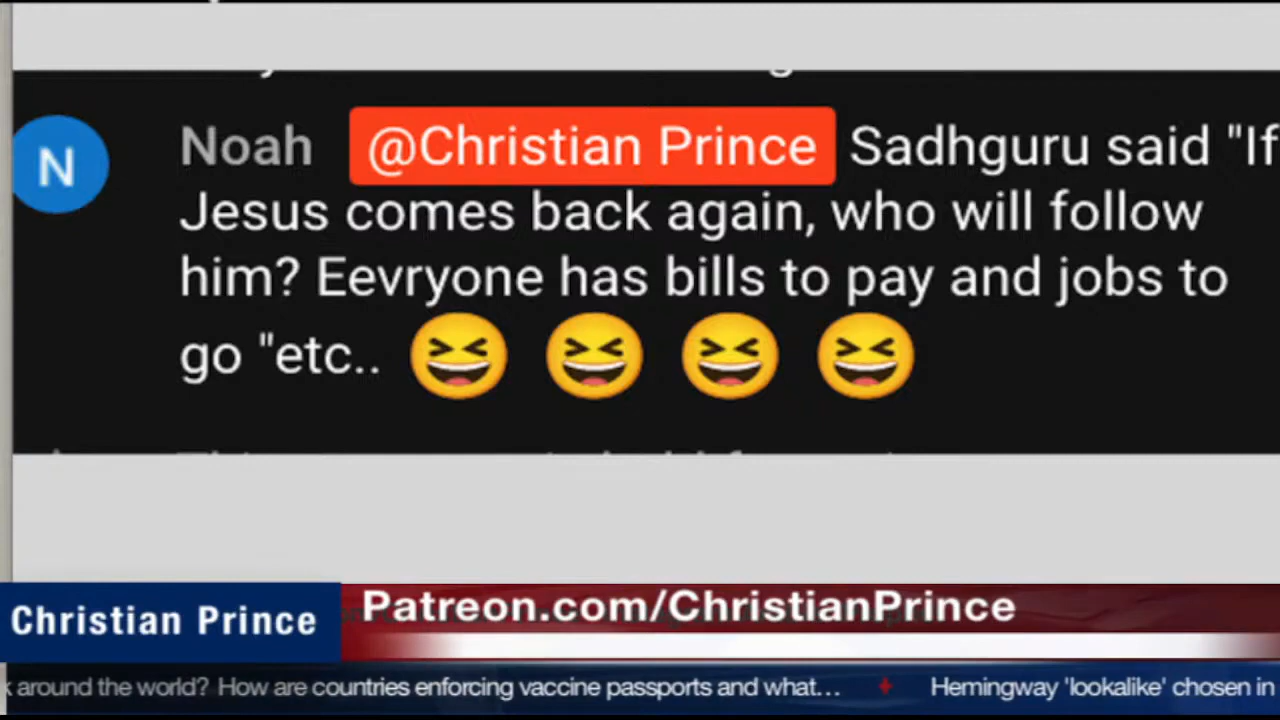 Noah @Christian Prince Sadhguru said "If
Jesus comes back again, who will follow
him? Eevryone has bills to pay and jobs to
go "etc.. 😆 😆 😆 😆
N
Christian Prince
Patreon.com/ChristianPrince
around the world? How are countries enforcing vaccine passports and what... Hemingway 'lookalike' chosen in